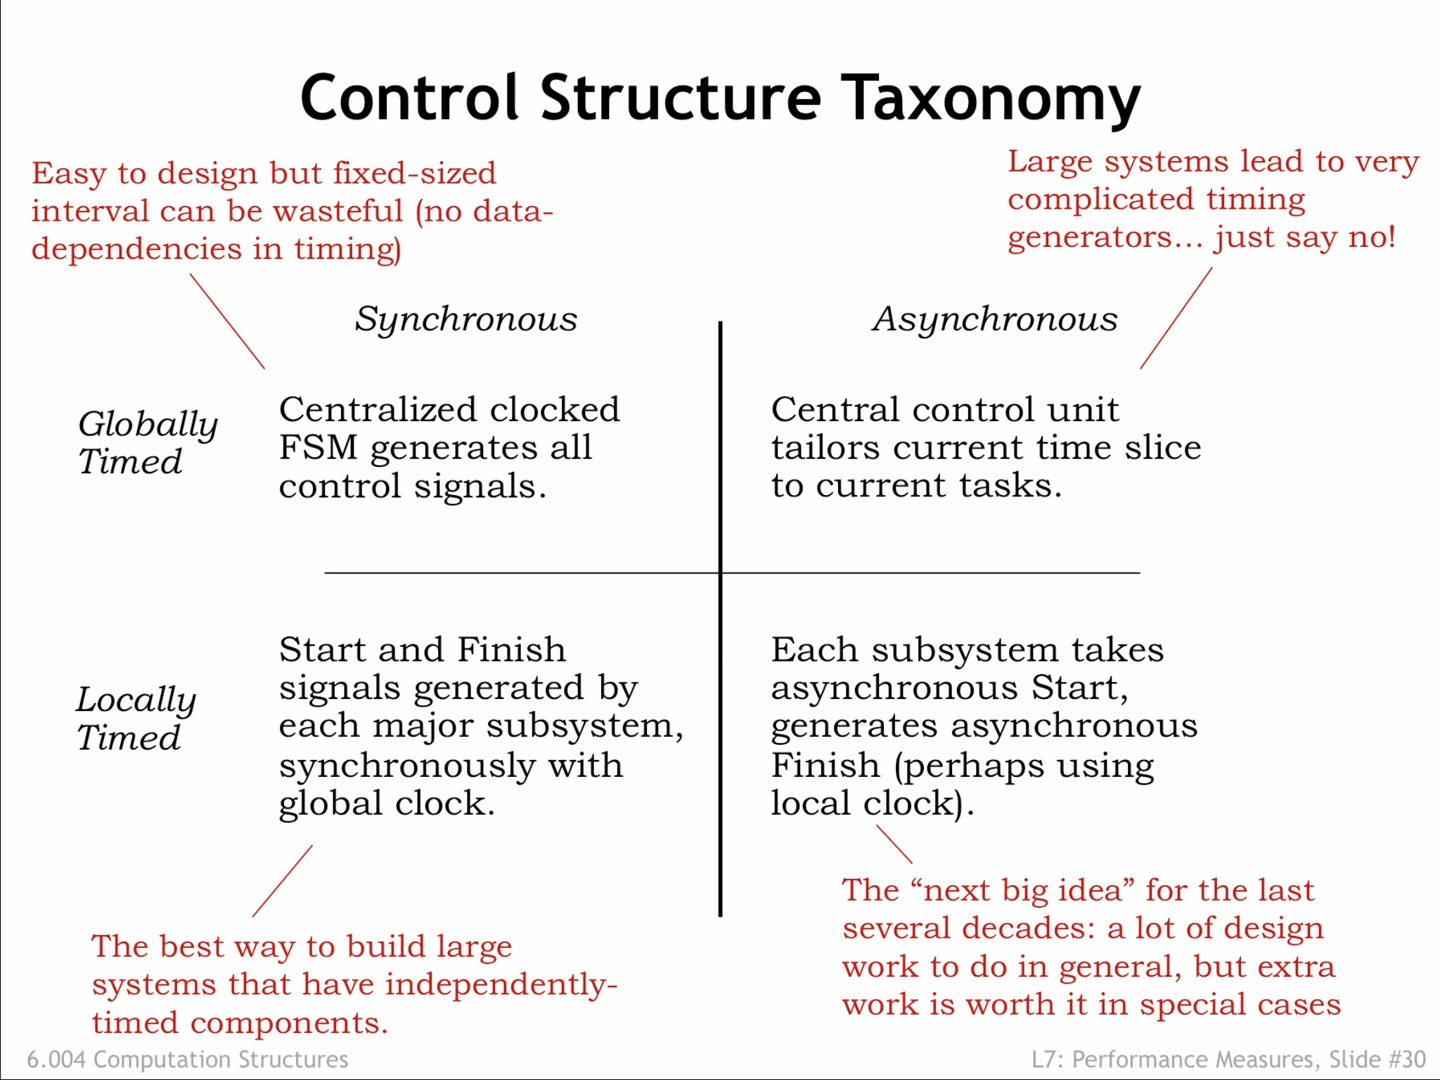 Control Structure Taxonomy
Easy to design but fixed-sized
interval can be wasteful (no data-
dependencies in timing)
Large systems lead to very
complicated timing
generators... just say no!
Synchronous
Asynchronous
Globally
Timed
Centralized clocked
FSM generates all
control signals.
Central control unit
tailors current time slice
to current tasks.
Locally
Timed
Start and Finish
signals generated by
each major subsystem,
synchronously with
global clock.
Each subsystem takes
asynchronous Start,
generates asynchronous
Finish (perhaps using
local clock).
The best way to build large
systems that have independently-
timed components.
The “next big idea” for the last
several decades: a lot of design
work to do in general, but extra
work is worth it in special cases
6.004 Computation Structures
L7: Performance Measures, Slide #30